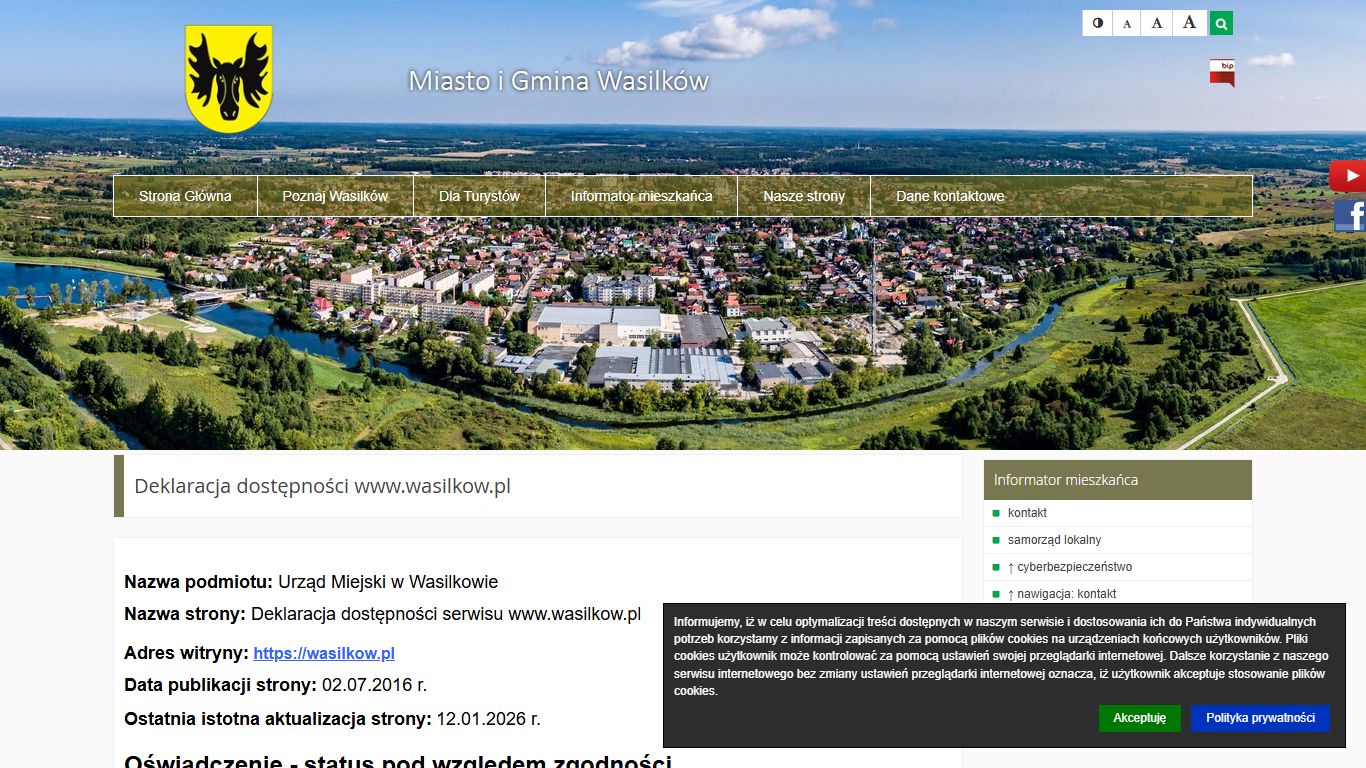 A A A
Miasto i Gmina Wasilków
bip
Strona Główna Poznaj Wasilków Dla Turystów Informator mieszkańca Nasze strony Dane kontaktowe
Deklaracja dostępności www.wasilkow.pl
Nazwa podmiotu: Urząd Miejski w Wasilkowie
Nazwa strony: Deklaracja dostępności serwisu www.wasilkow.pl
Adres witryny: https://wasilkow.pl
Data publikacji strony: 02.07.2016 r.
Ostatnia istotna aktualizacja strony: 12.01.2026 r.
Oświadczenie - status pod względem zgodności
Informator mieszkańca
kontakt
samorząd lokalny
↑ cyberbezpieczeństwo
↑ nawigacja: kontakt
Informujemy, iż w celu optymalizacji treści dostępnych w naszym serwisie i dostosowania ich do Państwa indywidualnych
potrzeb korzystamy z informacji zapisanych za pomocą plików cookies na urządzeniach końcowych użytkowników. Pliki
cookies użytkownik może kontrolować za pomocą ustawień swojej przeglądarki internetowej. Dalsze korzystanie z naszego
serwisu internetowego bez zmiany ustawień przeglądarki internetowej oznacza, iż użytkownik akceptuje stosowanie plików
cookies.
Akceptuję Polityka prywatności